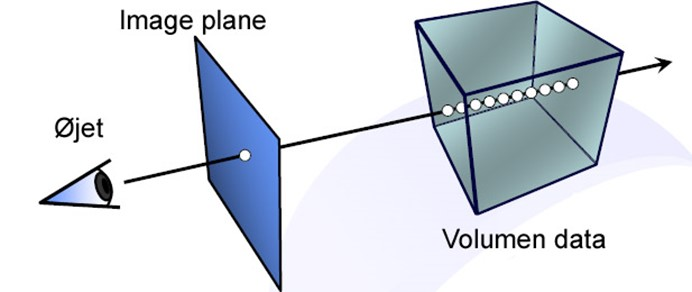 Image plane
Øjet
Volumen data